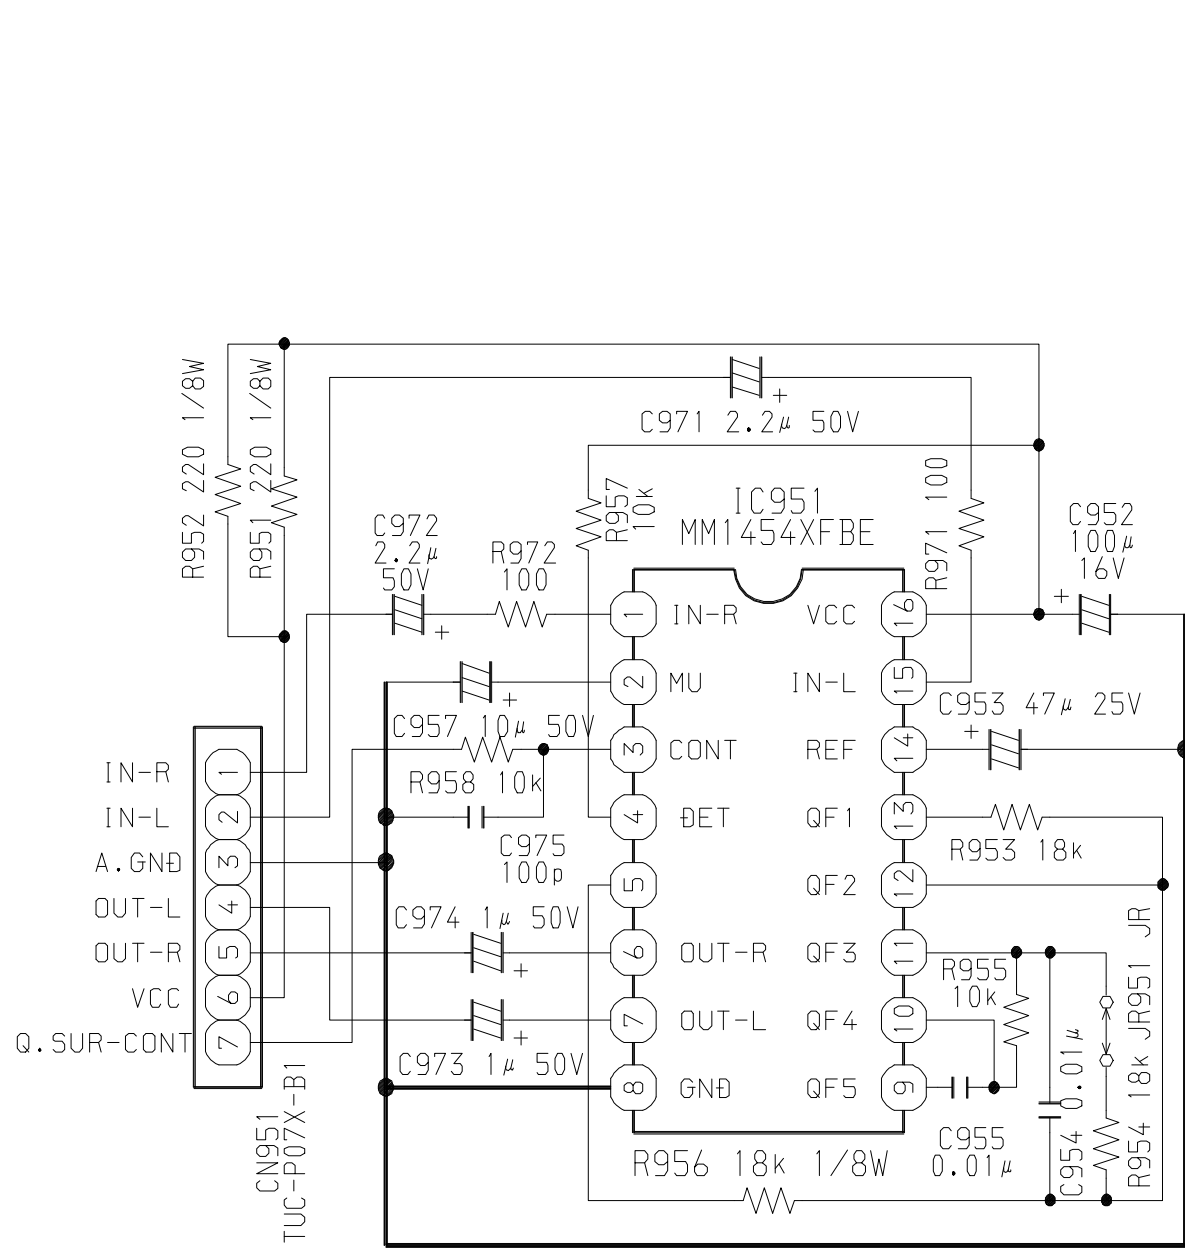 R952 220 1/8W
R951 220 1/8W
+
C971 2.2μ 50V
R957
10k
IC951
MM1454XFBE
R971 100
C972
2.2μ
50V
+
R972
100
C952
100μ
16V
+
1 IN-R VCC 16
2 MU IN-L 15
3 CONT REF 14
4 DET QF1 13
5 QF2 12
6 OUT-R QF3 11
7 OUT-L QF4 10
8 GND QF5 9
+
C957 10μ 50V
C953 47μ 25V
+
R958 10k
C975
100p
R953 18k
C974 1μ 50V
+
C973 1μ 50V
+
IN-R 1
IN-L 2
A.GND 3
OUT-L 4
OUT-R 5
VCC 6
Q.SUR-CONT 7
CN951
TUC-P07X-B1
R955
10k
C955
0.01μ
C954 0.01μ
R954 18k JR951 JR
R956 18k 1/8W